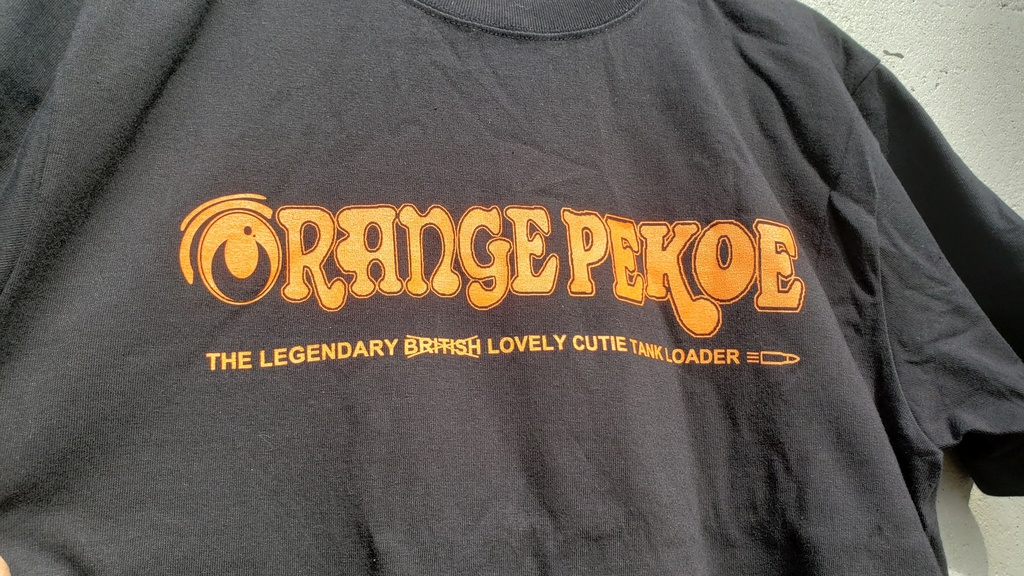 ORANGE PEKOE
THE LEGENDARY BRITISH LOVELY CUTIE TANK LOADER